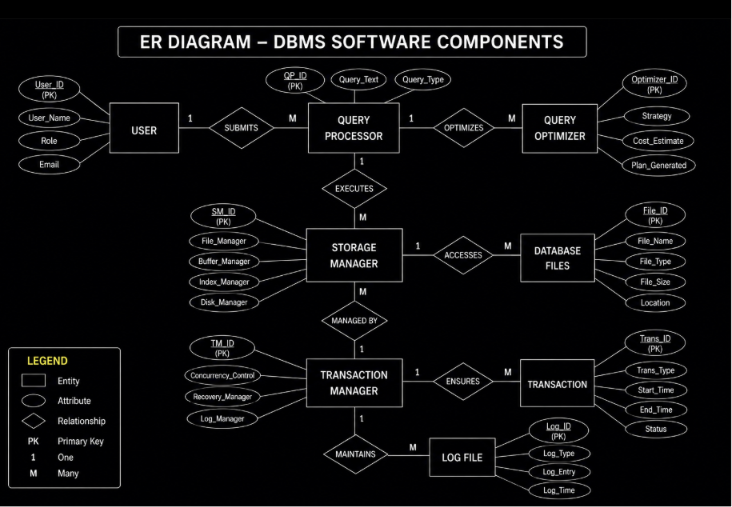 ER DIAGRAM – DBMS SOFTWARE COMPONENTS
User_ID
(PK)
User_Name
Role
Email
USER
1
SUBMITS
M
QP_ID
(PK)
Query_Text
Query_Type
QUERY
PROCESSOR
1
OPTIMIZES
M
QUERY
OPTIMIZER
Optimizer_ID
(PK)
Strategy
Cost_Estimate
Plan_Generated
1
EXECUTES
M
SM_ID
(PK)
File_Manager
Buffer_Manager
Index_Manager
Disk_Manager
STORAGE
MANAGER
1
ACCESSES
M
DATABASE
FILES
File_ID
(PK)
File_Name
File_Type
File_Size
Location
M
MANAGED BY
1
TM_ID
(PK)
Concurrency_Control
Recovery_Manager
Log_Manager
TRANSACTION
MANAGER
1
ENSURES
M
TRANSACTION
Trans_ID
(PK)
Trans_Type
Start_Time
End_Time
Status
1
MAINTAINS
M
LOG FILE
Log_ID
(PK)
Log_Type
Log_Entry
Log_Time
LEGEND
Entity
Attribute
Relationship
PK Primary Key
1 One
M Many